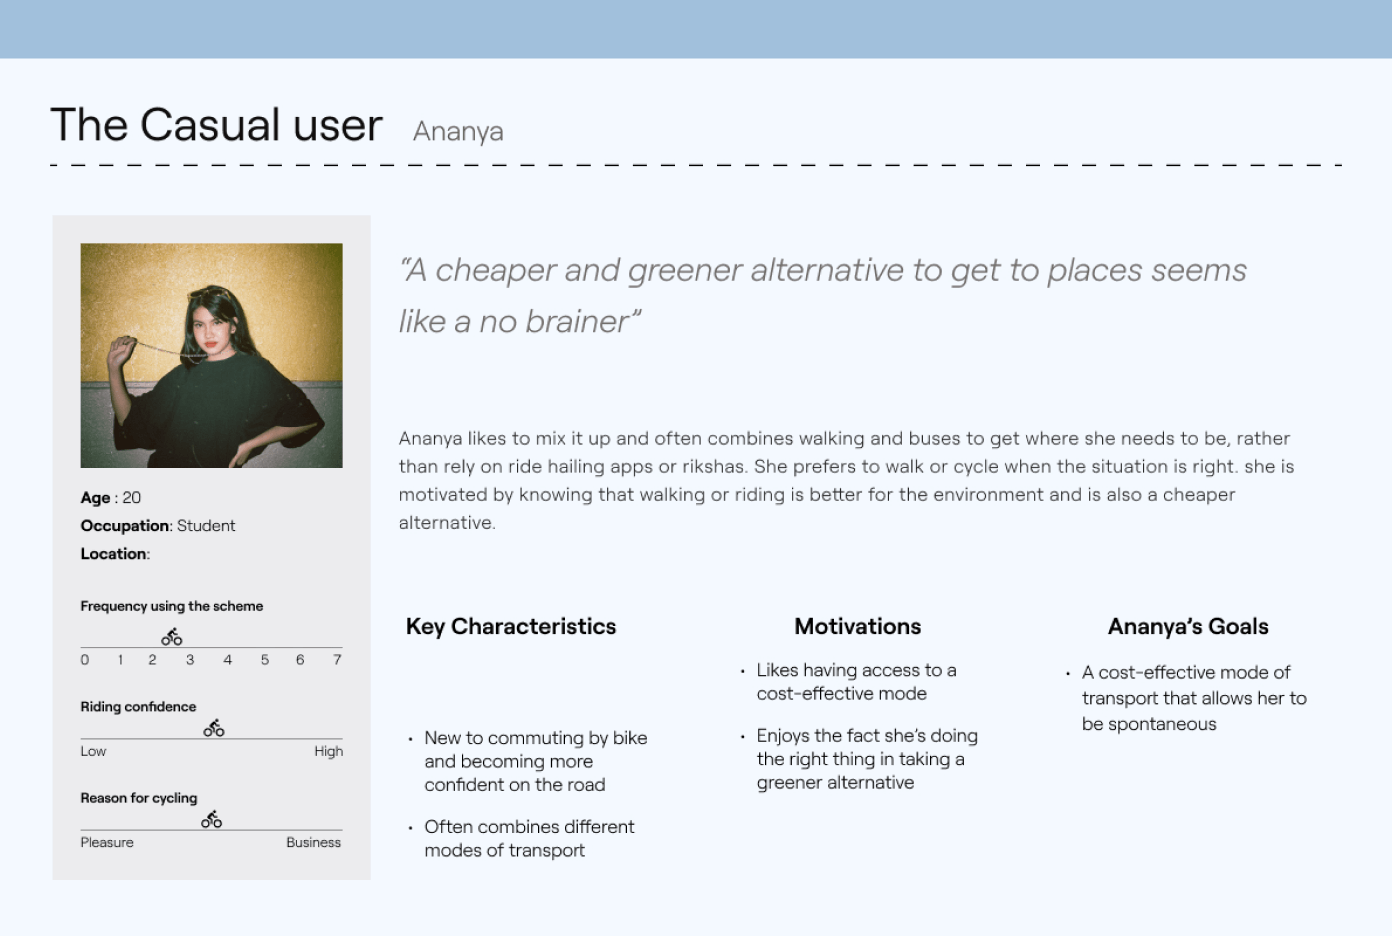 The Casual user Ananya
“A cheaper and greener alternative to get to places seems
like a no brainer”
Age : 20
Occupation: Student
Location:
Frequency using the scheme
0 1 2 3 4 5 6 7
Riding confidence
Low High
Reason for cycling
Pleasure Business
Ananya likes to mix it up and often combines walking and buses to get where she needs to be, rather
than rely on ride hailing apps or rikshas. She prefers to walk or cycle when the situation is right. she is
motivated by knowing that walking or riding is better for the environment and is also a cheaper
alternative.
Key Characteristics
• New to commuting by bike
and becoming more
confident on the road
• Often combines different
modes of transport
Motivations
• Likes having access to a
cost-effective mode
• Enjoys the fact she’s doing
the right thing in taking a
greener alternative
Ananya’s Goals
• A cost-effective mode of
transport that allows her to
be spontaneous